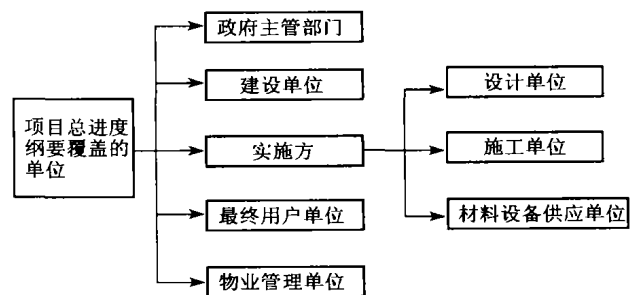 政府主管部门
建设单位
设计单位
项目总进度
纲要覆盖的
单位
实施方
施工单位
最终用户单位
材料设备供应单位
物业管理单位